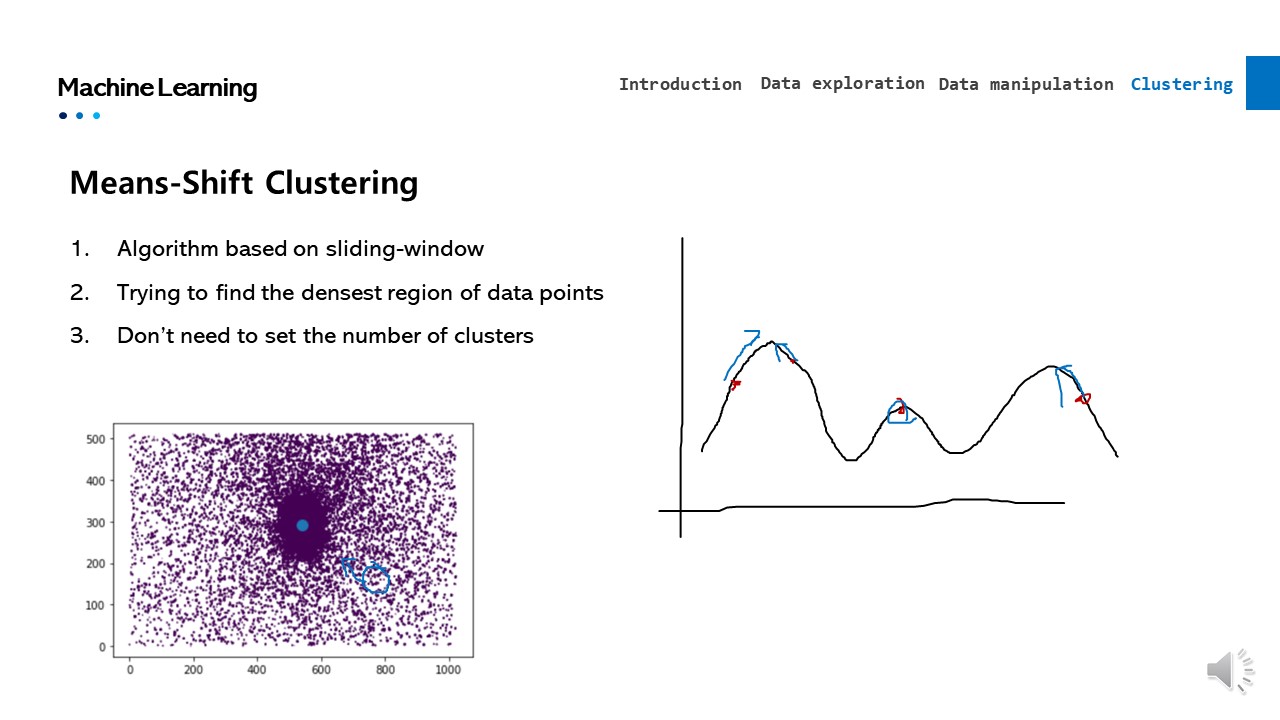 Machine Learning
Introduction Data exploration Data manipulation Clustering
Means-Shift Clustering
1. Algorithm based on sliding-window
2. Trying to find the densest region of data points
3. Don’t need to set the number of clusters
500
400
300
200
100
0
0 200 400 600 800 1000